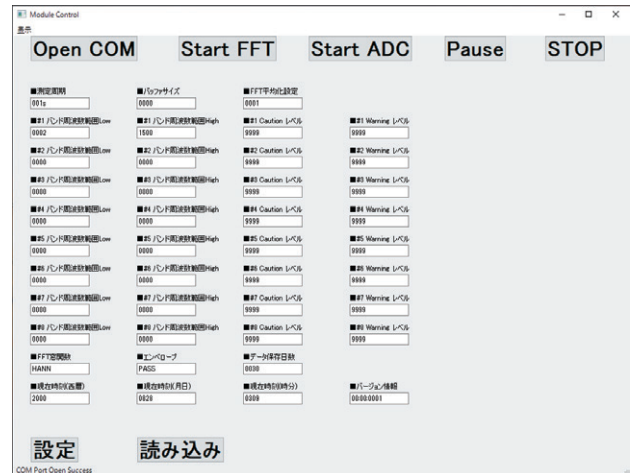 Module Control
表示
Open COM Start FFT Start ADC Pause STOP
■測定周期 ■バッファサイズ ■FFT平均化設定
001s 0000 0001
■#1 バンド周波数範囲Low ■#1 バンド周波数範囲High ■#1 Caution レベル ■#1 Warning レベル
0002 1500 9999 9999
■#2 バンド周波数範囲Low ■#2 バンド周波数範囲High ■#2 Caution レベル ■#2 Warning レベル
0000 0000 9999 9999
■#3 バンド周波数範囲Low ■#3 バンド周波数範囲High ■#3 Caution レベル ■#3 Warning レベル
0000 0000 9999 9999
■#4 バンド周波数範囲Low ■#4 バンド周波数範囲High ■#4 Caution レベル ■#4 Warning レベル
0000 0000 9999 9999
■#5 バンド周波数範囲Low ■#5 バンド周波数範囲High ■#5 Caution レベル ■#5 Warning レベル
0000 0000 9999 9999
■#6 バンド周波数範囲Low ■#6 バンド周波数範囲High ■#6 Caution レベル ■#6 Warning レベル
0000 0000 9999 9999
■#7 バンド周波数範囲Low ■#7 バンド周波数範囲High ■#7 Caution レベル ■#7 Warning レベル
0000 0000 9999 9999
■#8 バンド周波数範囲Low ■#8 バンド周波数範囲High ■#8 Caution レベル ■#8 Warning レベル
0000 0000 9999 9999
■FFT窓関数 ■エンベロープ ■データ保存日数
HANN PASS 0030
■現在時刻(西暦) ■現在時刻(月日) ■現在時刻(時分) ■バージョン情報
2000 0828 0309 00.00.0001
設定 読み込み
COM Port Open Success